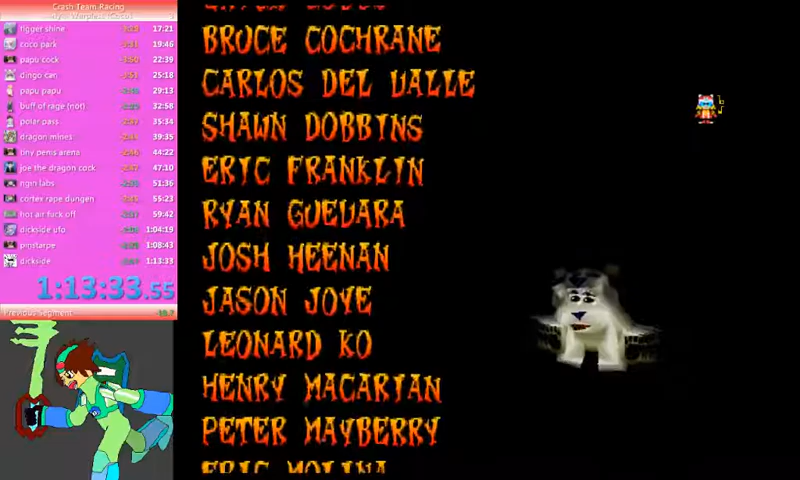 Crash Team Racing
tigger shine 17:21
coco park 19:46
papu cock 22:39
dingo can 25:18
papu papu 29:13
buff of rage (not) 32:58
polar pass 35:34
dragon mines 39:35
tiny penis arena 44:22
joe the dragon cock 47:10
ngin labs 51:36
cortex rape dungen 55:23
hot air fuck off 59:42
dickside ufo 1:04:19
pinstarpe 1:08:43
dickside 1:13:33
1:13:33.55
Previous Segment
BRUCE COCHRANE
CARLOS DEL VALLE
SHAWN DOBBINS
ERIC FRANKLIN
RYAN GUEVARA
JOSH HEENAN
JASON JOYE
LEONARD KO
HENRY MACARIAN
PETER MAYBERRY
ERIC MOLINA